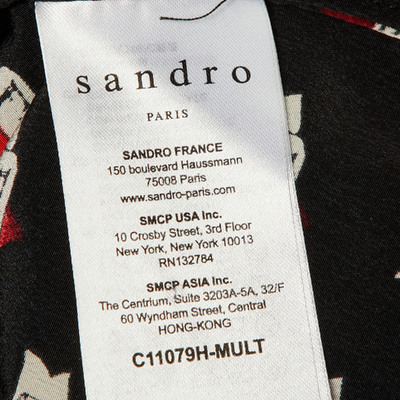 sandro
PARIS
SANDRO FRANCE
150 boulevard Haussmann
75008 Paris
www.sandro-paris.com
SMCP USA Inc.
10 Crosby Street, 3rd Floor
New York, New York 10013
RN132784
SMCP ASIA Inc.
The Centrium, Suite 3203A-5A, 32/F
60 Wyndham Street, Central
HONG-KONG
C11079H-MULT